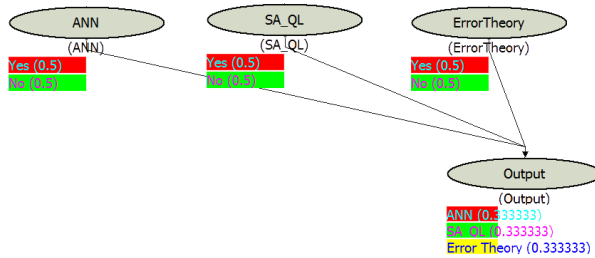 ANN
SA_QL
ErrorTheory
(ANN)
(SA_QL)
(ErrorTheory)
Yes (0.5)
No (0.5)
Yes (0.5)
No (0.5)
Yes (0.5)
No (0.5)
Output
(Output)
ANN (0.333333)
SA_QL (0.333333)
Error Theory (0.333333)